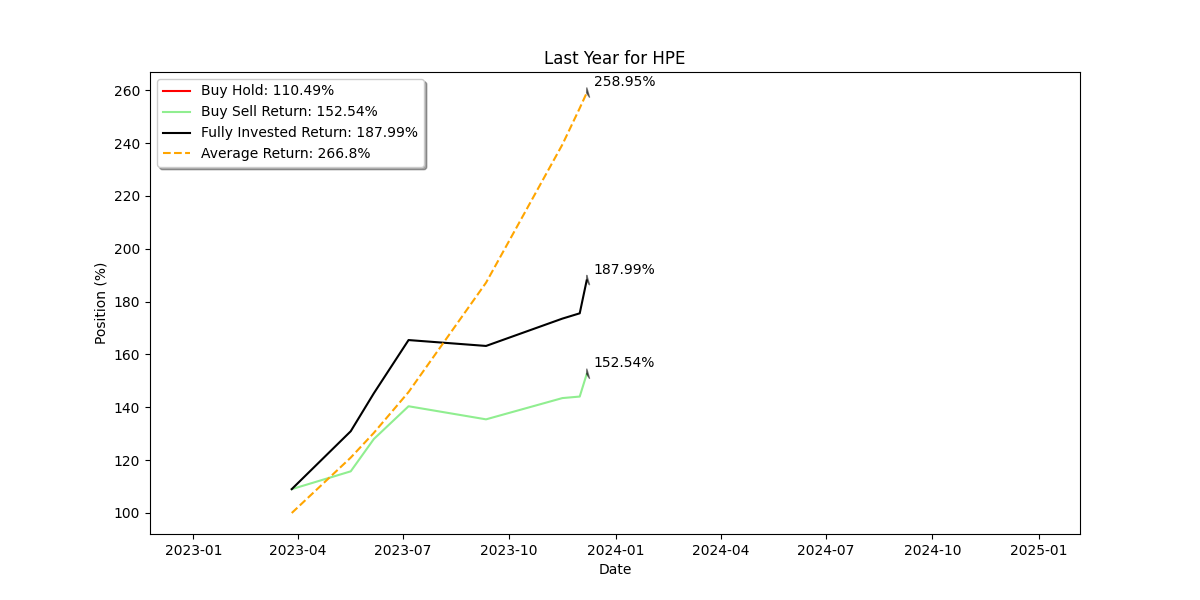 Last Year for HPE
Buy Hold: 110.49%
Buy Sell Return: 152.54%
Fully Invested Return: 187.99%
Average Return: 266.8%
258.95%
187.99%
152.54%
Position (%)
260
240
220
200
180
160
140
120
100
2023-01 2023-04 2023-07 2023-10 2024-01 2024-04 2024-07 2024-10 2025-01
Date